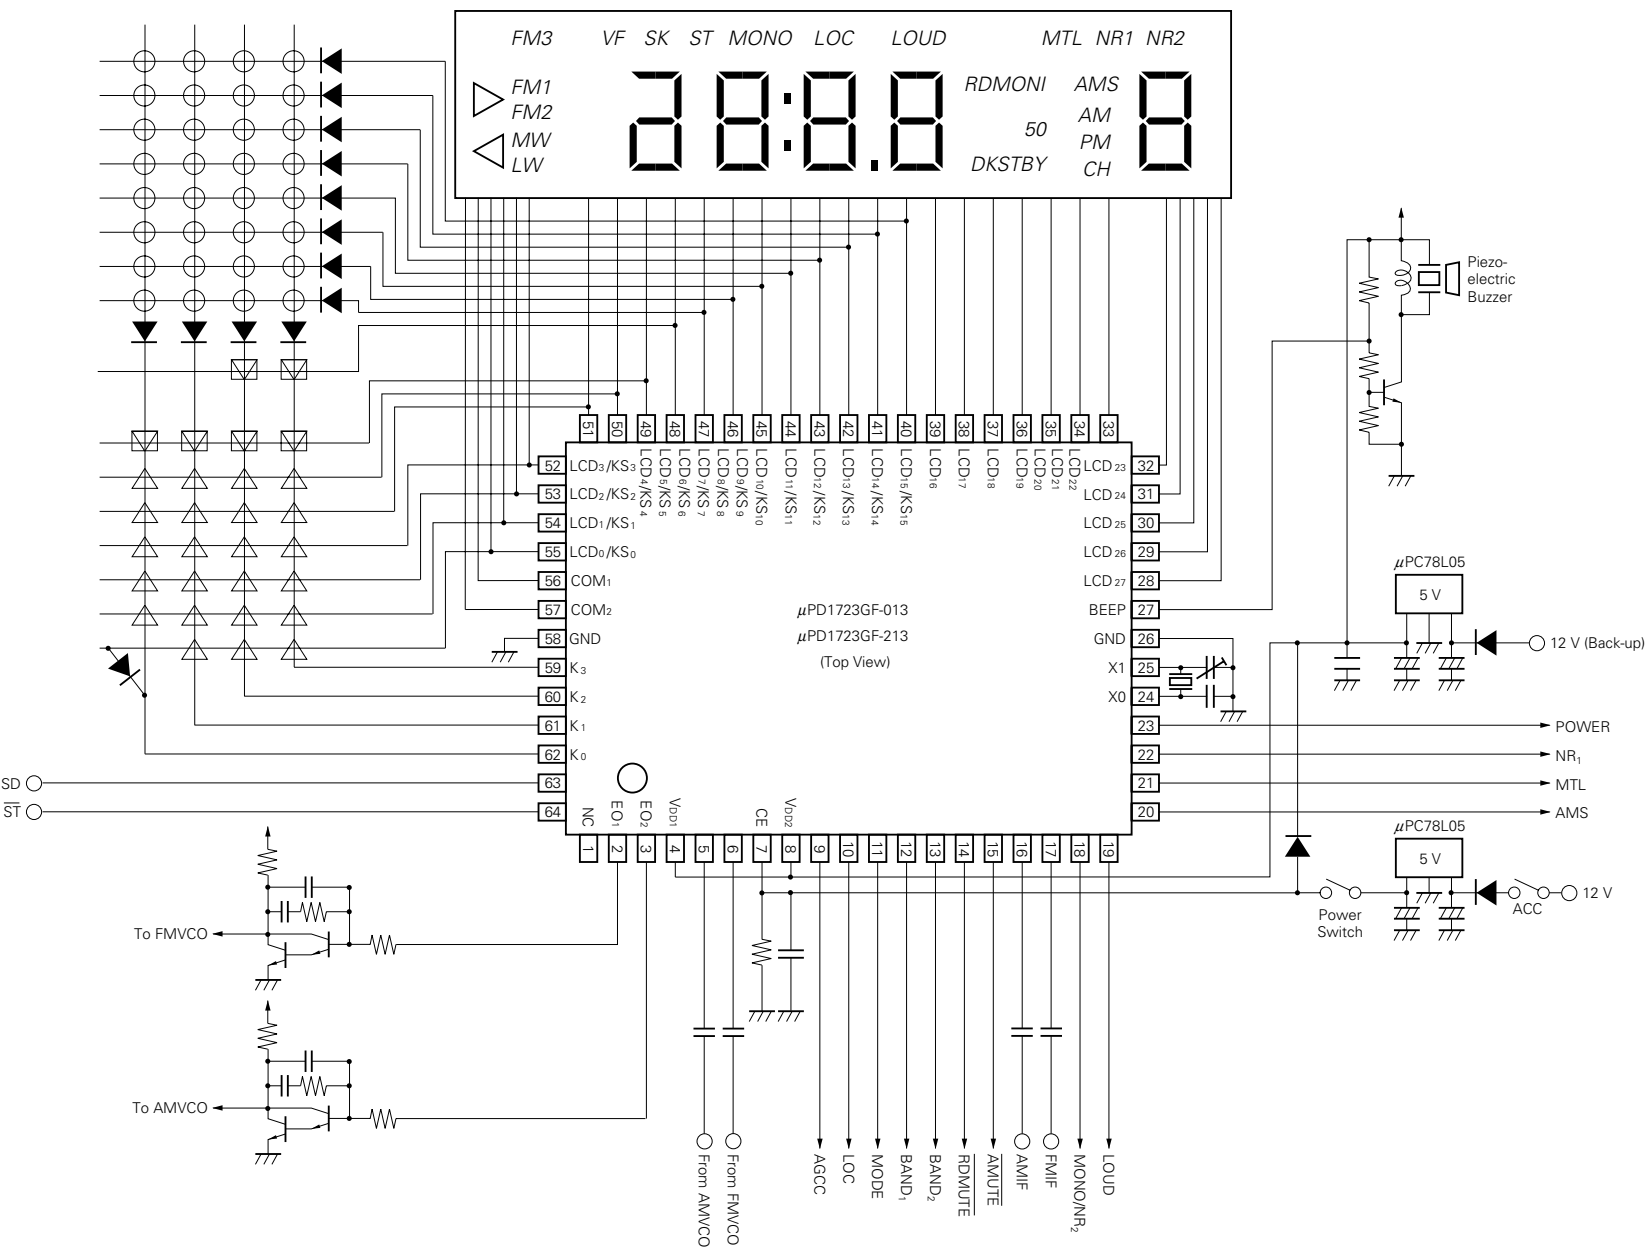 FM3 VF SK ST MONO LOC LOUD MTL NR1 NR2
FM1
FM2
MW
LW
28:8.8
RDMONI
50
DKSTBY
AMS
AM
PM
CH
8
Piezo-
electric
Buzzer
51 50 49 48 47 46 45 44 43 42 41 40 39 38 37 36 35 34 33
LCD4/KS4
LCD5/KS5
LCD6/KS6
LCD7/KS7
LCD8/KS8
LCD9/KS9
LCD10/KS10
LCD11/KS11
LCD12/KS12
LCD13/KS13
LCD14/KS14
LCD15/KS15
LCD16
LCD17
LCD18
LCD19
LCD20
LCD21
LCD22
52 LCD3/KS3
53 LCD2/KS2
54 LCD1/KS1
55 LCD0/KS0
56 COM1
57 COM2
58 GND
59 K3
60 K2
61 K1
62 K0
SD 63
ST 64
LCD23 32
LCD24 31
LCD25 30
LCD26 29
LCD27 28
BEEP 27
GND 26
X1 25
X0 24
23 POWER
22 NR1
21 MTL
20 AMS
μPD1723GF-013
μPD1723GF-213
(Top View)
μPC78L05
5 V
12 V (Back-up)
μPC78L05
5 V
Power
Switch
ACC
12 V
NC
EO1
EO2
VDD1
CE
VDD2
1 2 3 4 5 6 7 8 9 10 11 12 13 14 15 16 17 18 19
To FMVCO
To AMVCO
From AMVCO
From FMVCO
AGCC
LOC
MODE
BAND1
BAND2
RDMUTE
AMUTE
AMIF
FMIF
MONO/NR2
LOUD